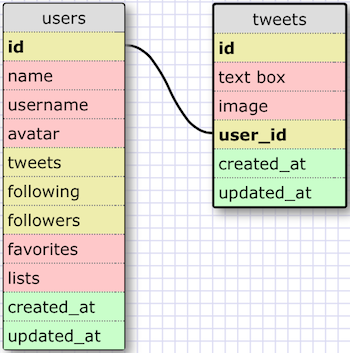 users
id
name
username
avatar
tweets
following
followers
favorites
lists
created_at
updated_at
tweets
id
text box
image
user_id
created_at
updated_at